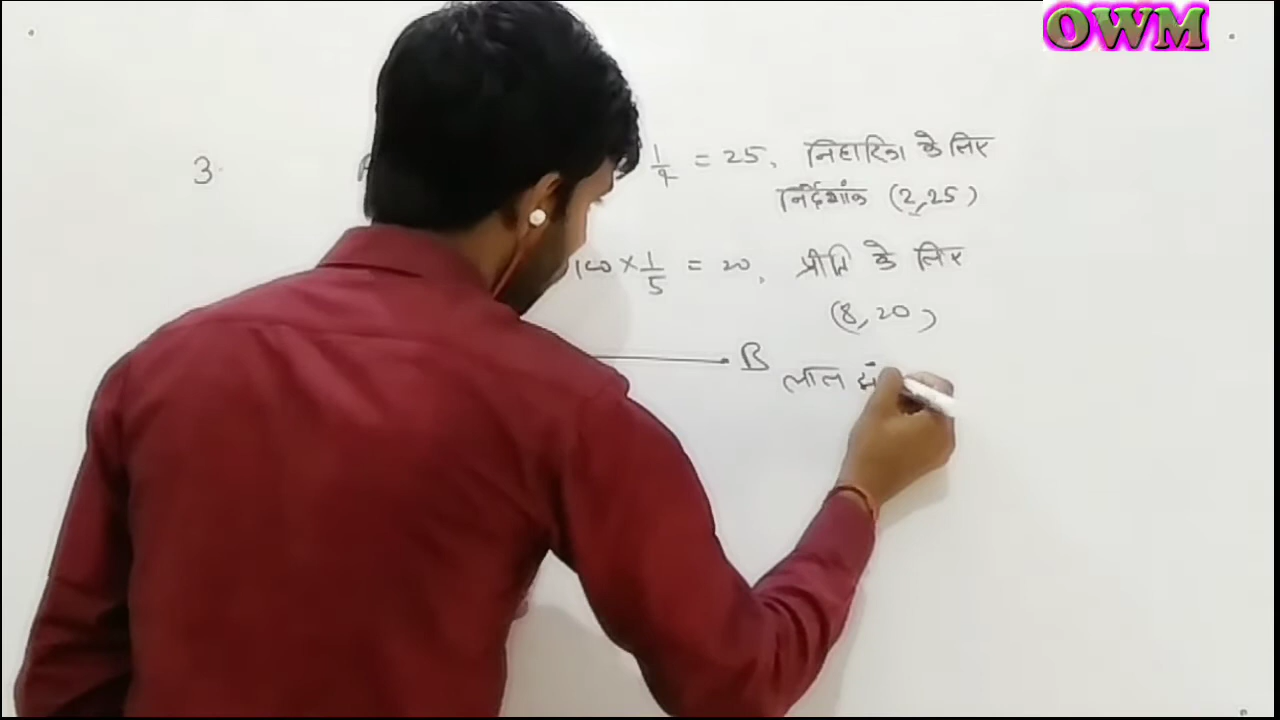 OWM
3. 1/4 = 25, निहारिका के लिए
निर्देशांक (2,25)
100 × 1/5 = 20, प्रीति के लिए
(8, 20)
B लाल